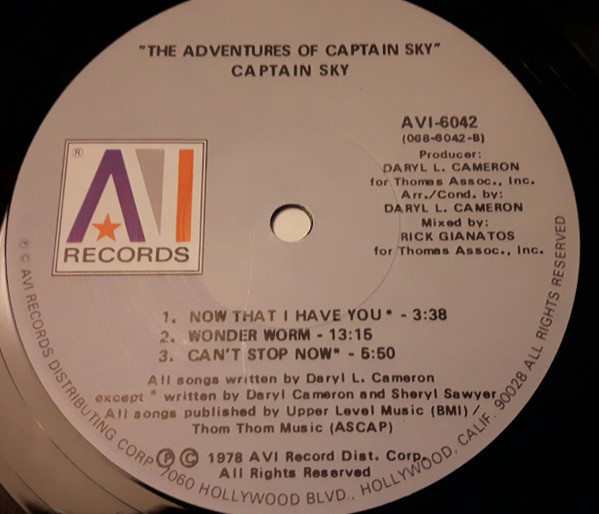 "THE ADVENTURES OF CAPTAIN SKY"
CAPTAIN SKY
AVI-6042
(068-6042-B)
Producer:
DARYL L. CAMERON
for Thomas Assoc., Inc.
Arr./Cond. by:
DARYL L. CAMERON
Mixed by:
RICK GIANATOS
for Thomas Assoc., Inc.
®
AVI
RECORDS
1. NOW THAT I HAVE YOU* - 3:38
2. WONDER WORM - 13:15
3. CAN'T STOP NOW* - 5:50
All songs written by Daryl L. Cameron
except * written by Daryl Cameron and Sheryl Sawyer
All songs published by Upper Level Music (BMI) /
Thom Thom Music (ASCAP)
℗ © 1978 AVI Record Dist. Corp.
All Rights Reserved
℗ © AVI RECORDS DISTRIBUTING CORP. 7060 HOLLYWOOD BLVD., HOLLYWOOD, CALIF. 90028 ALL RIGHTS RESERVED